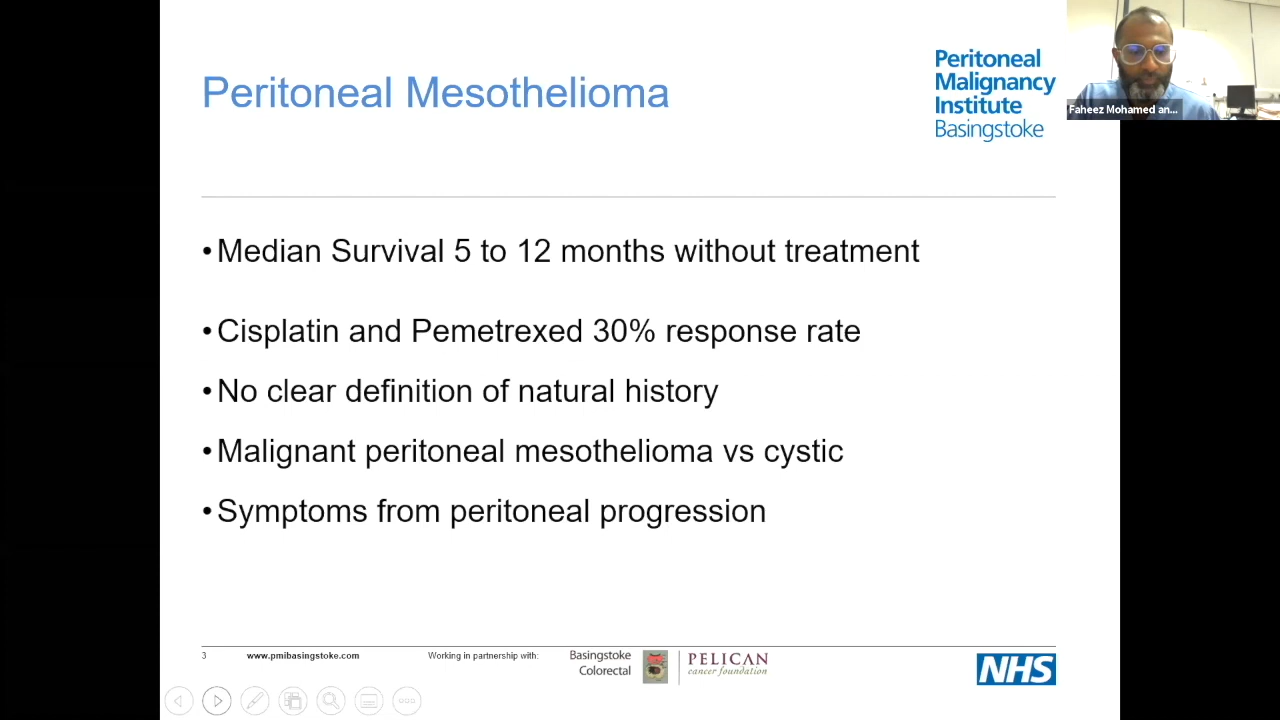 Peritoneal Mesothelioma
Peritoneal
Malignancy
Institute
Basingstoke
Faheez Mohamed an...
•Median Survival 5 to 12 months without treatment
•Cisplatin and Pemetrexed 30% response rate
•No clear definition of natural history
•Malignant peritoneal mesothelioma vs cystic
•Symptoms from peritoneal progression
3
www.pmibasingstoke.com
Working in partnership with:
Basingstoke
Colorectal
PELICAN
cancer foundation
NHS